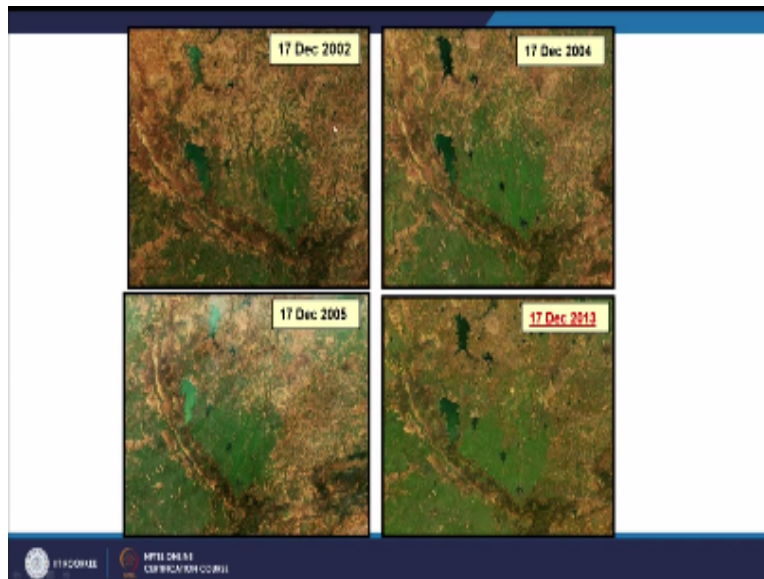 17 Dec 2002
17 Dec 2004
17 Dec 2005
17 Dec 2013
IIT ROORKEE
NPTEL ONLINE
CERTIFICATION COURSE